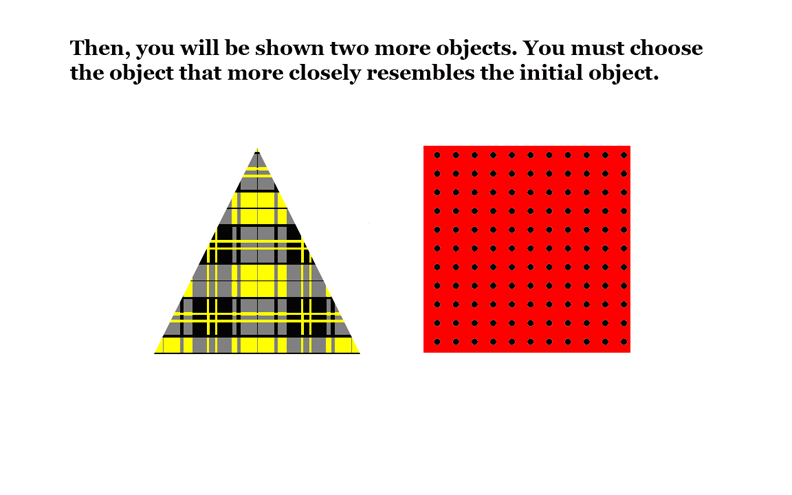 Then, you will be shown two more objects. You must choose
the object that more closely resembles the initial object.